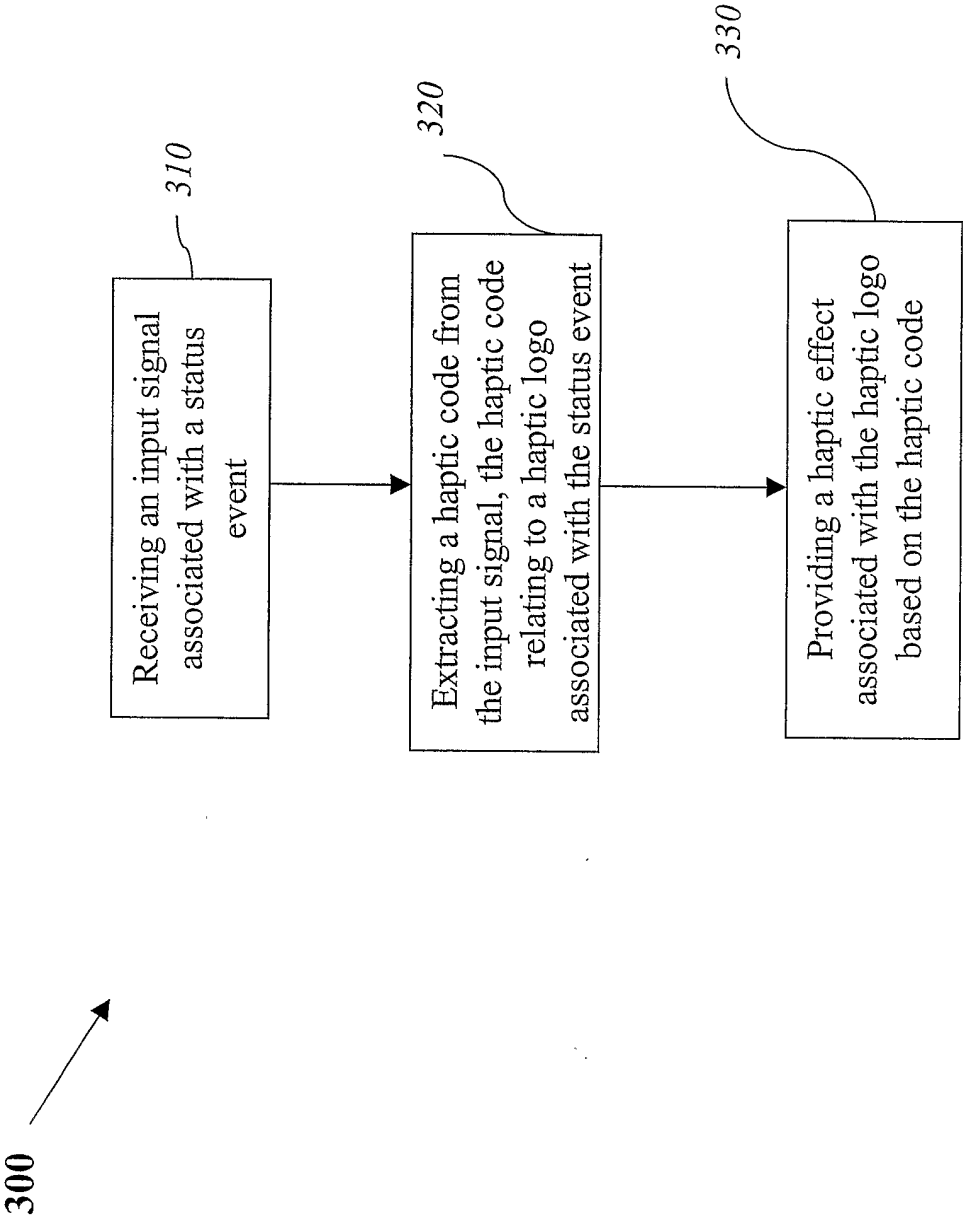 300
310
Receiving an input signal
associated with a status
event
320
Extracting a haptic code from
the input signal, the haptic code
relating to a haptic logo
associated with the status event
330
Providing a haptic effect
associated with the haptic logo
based on the haptic code